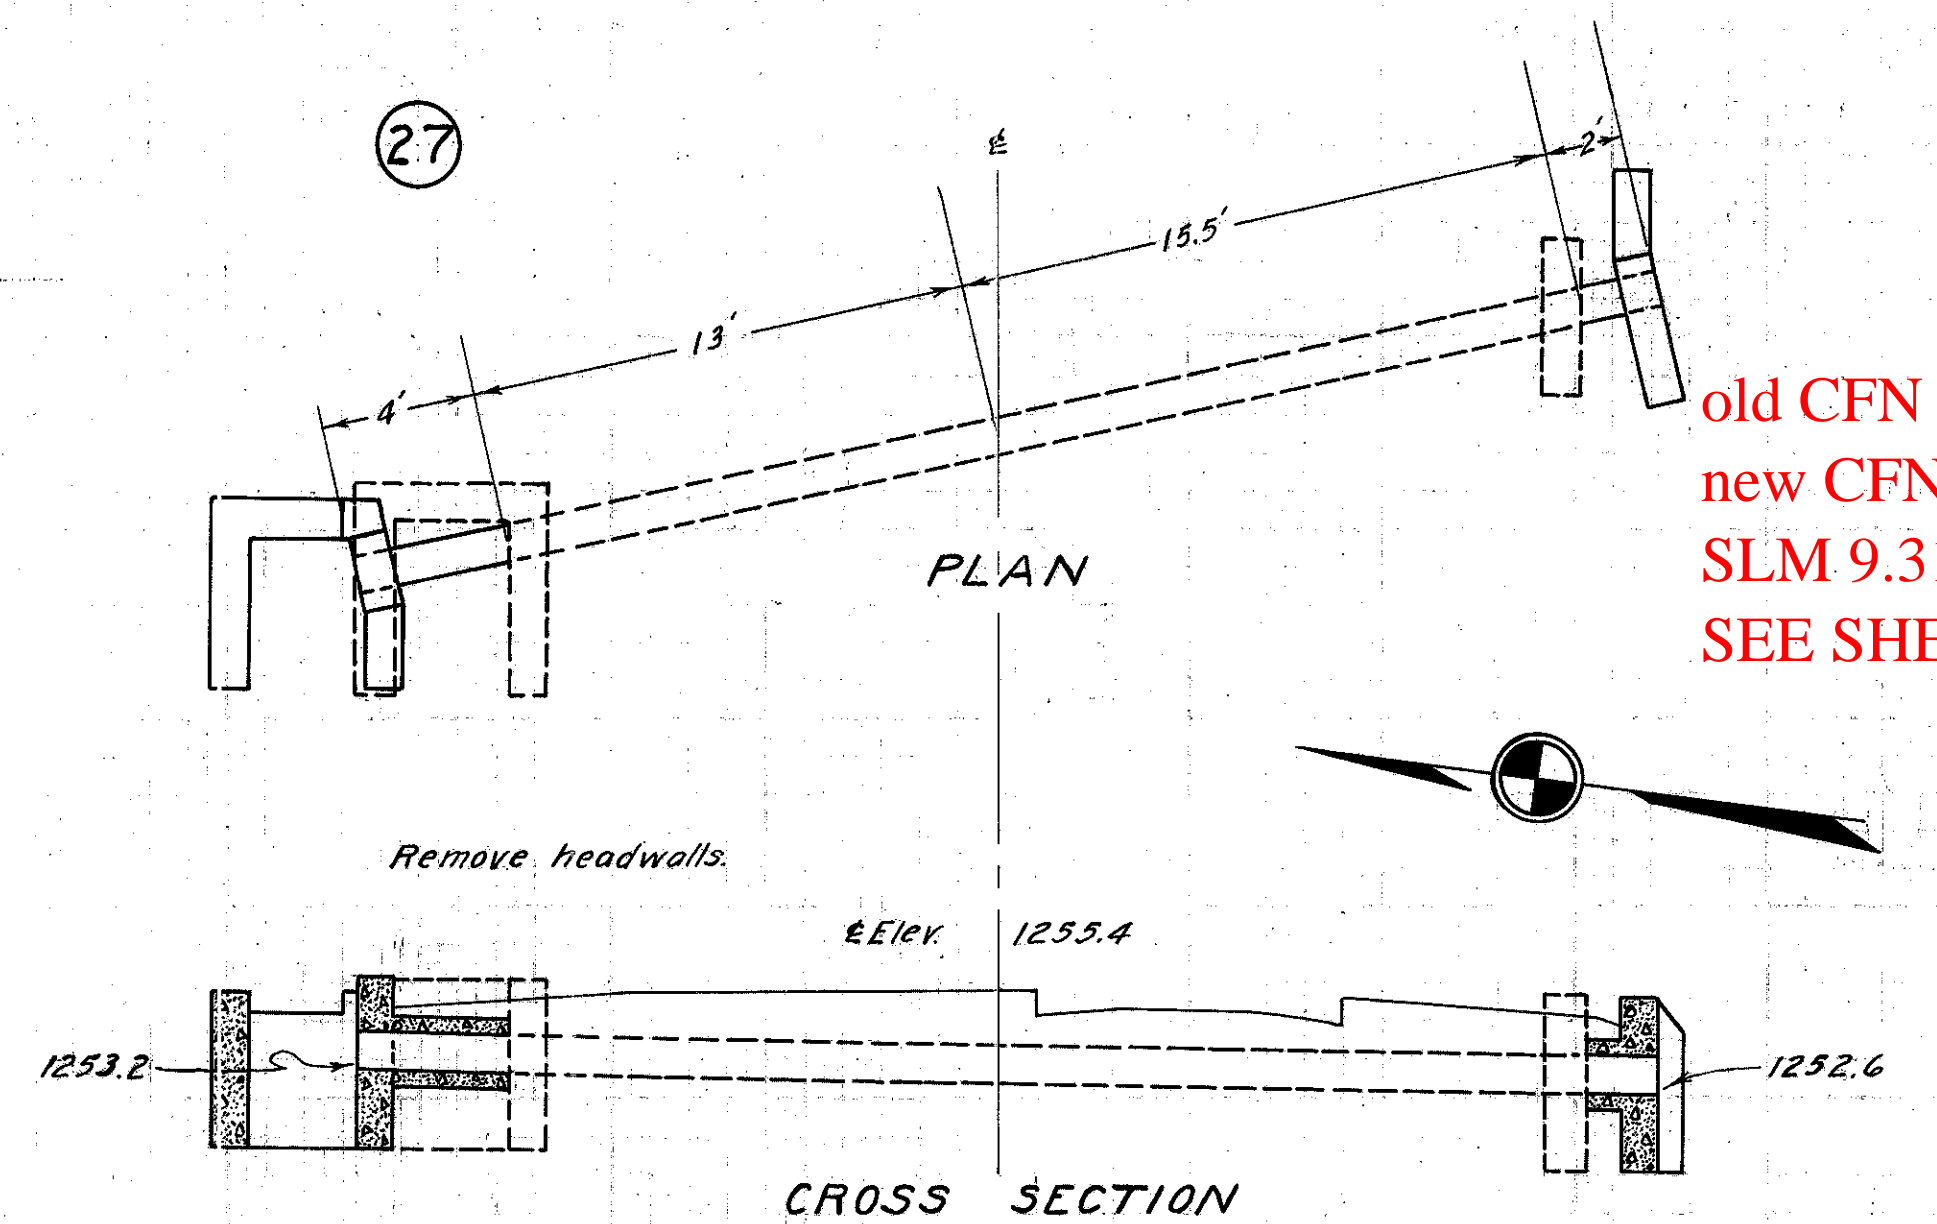 27
℄
2'
15.5'
13'
4'
old CFN
new CFN
SLM 9.3
SEE
PLAN
Remove headwalls.
℄ Elev. 1255.4
1253.2
1252.6
CROSS SECTION